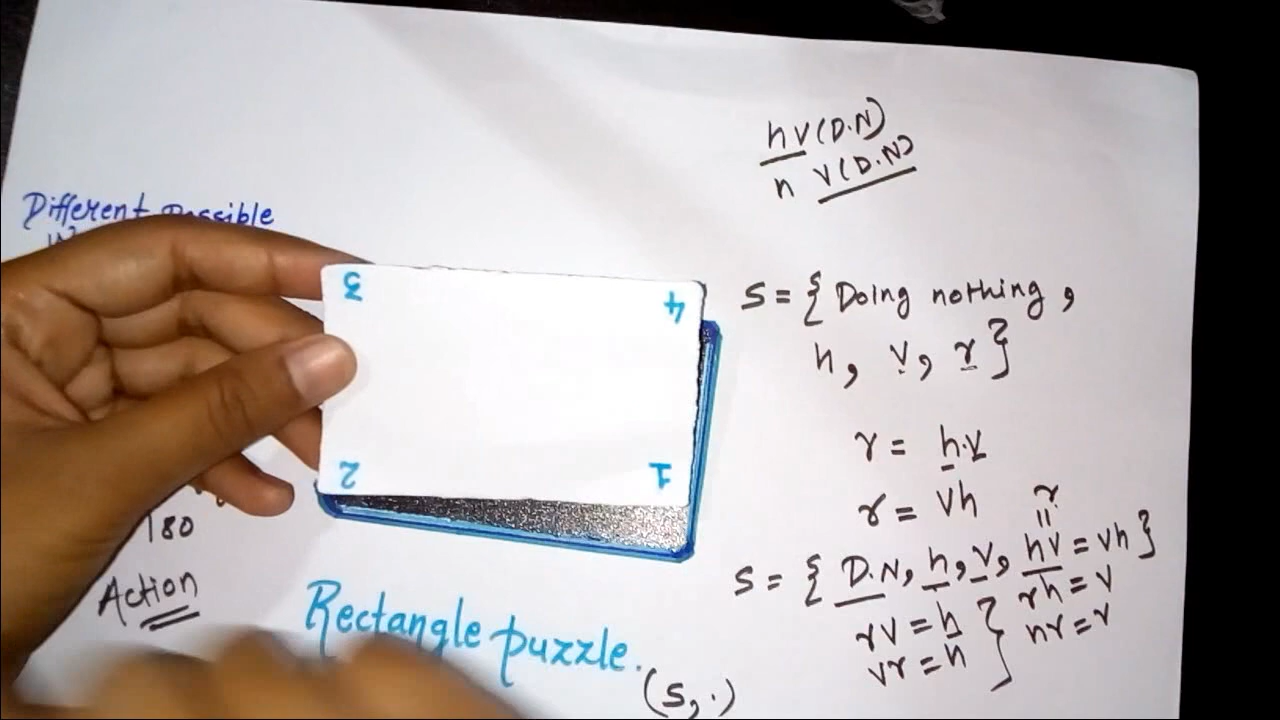 hv(D.N)
h v(D.N)
Different Possible
3
4
2
1
S = { Doing nothing,
h, v, r }
r = h.v
r = vh
r
=
S = { D.N, h, v, hv = vh }
rv = h } rh = v
vr = h hr = v
180
Action
Rectangle puzzle.
(S, .)